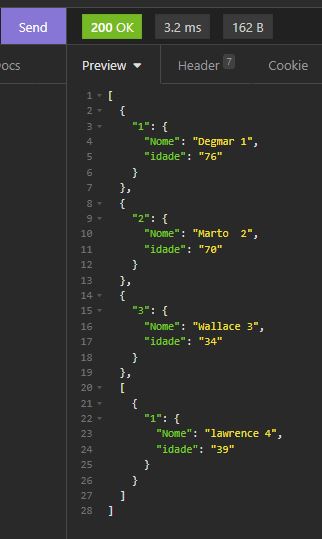 Send 200 OK 3.2 ms 162 B
Docs Preview Header 7 Cookie
1 [
2 {
3 "1": {
4 "Nome": "Degmar 1",
5 "idade": "76"
6 }
7 },
8 {
9 "2": {
10 "Nome": "Marto  2",
11 "idade": "70"
12 }
13 },
14 {
15 "3": {
16 "Nome": "Wallace 3",
17 "idade": "34"
18 }
19 },
20 [
21 {
22 "1": {
23 "Nome": "lawrence 4",
24 "idade": "39"
25 }
26 }
27 ]
28 ]